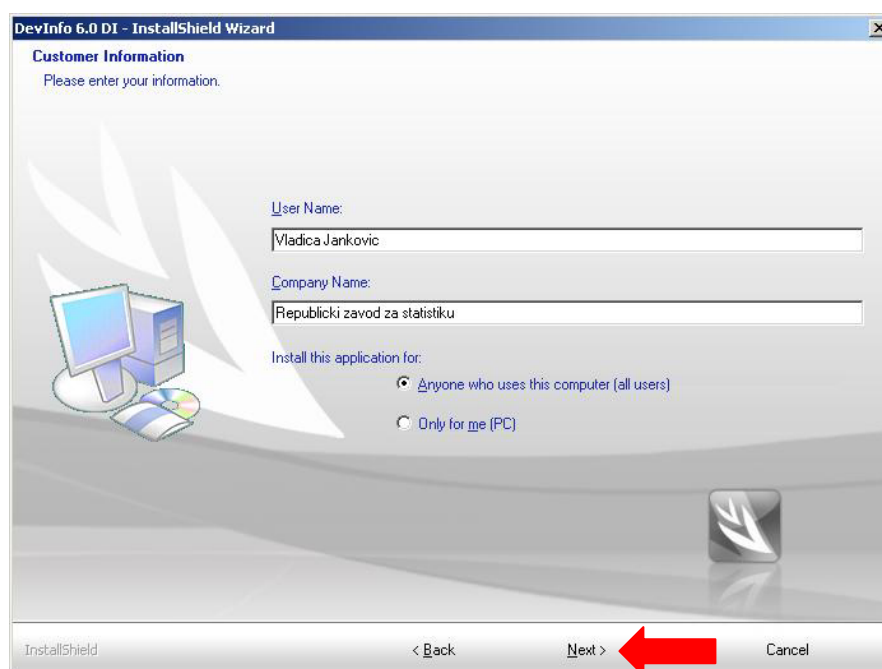 DevInfo 6.0 DI - InstallShield Wizard
Customer Information
Please enter your information.
User Name:
Vladica Jankovic
Company Name:
Republicki zavod za statistiku
Install this application for:
Anyone who uses this computer (all users)
Only for me (PC)
InstallShield
< Back
Next >
Cancel